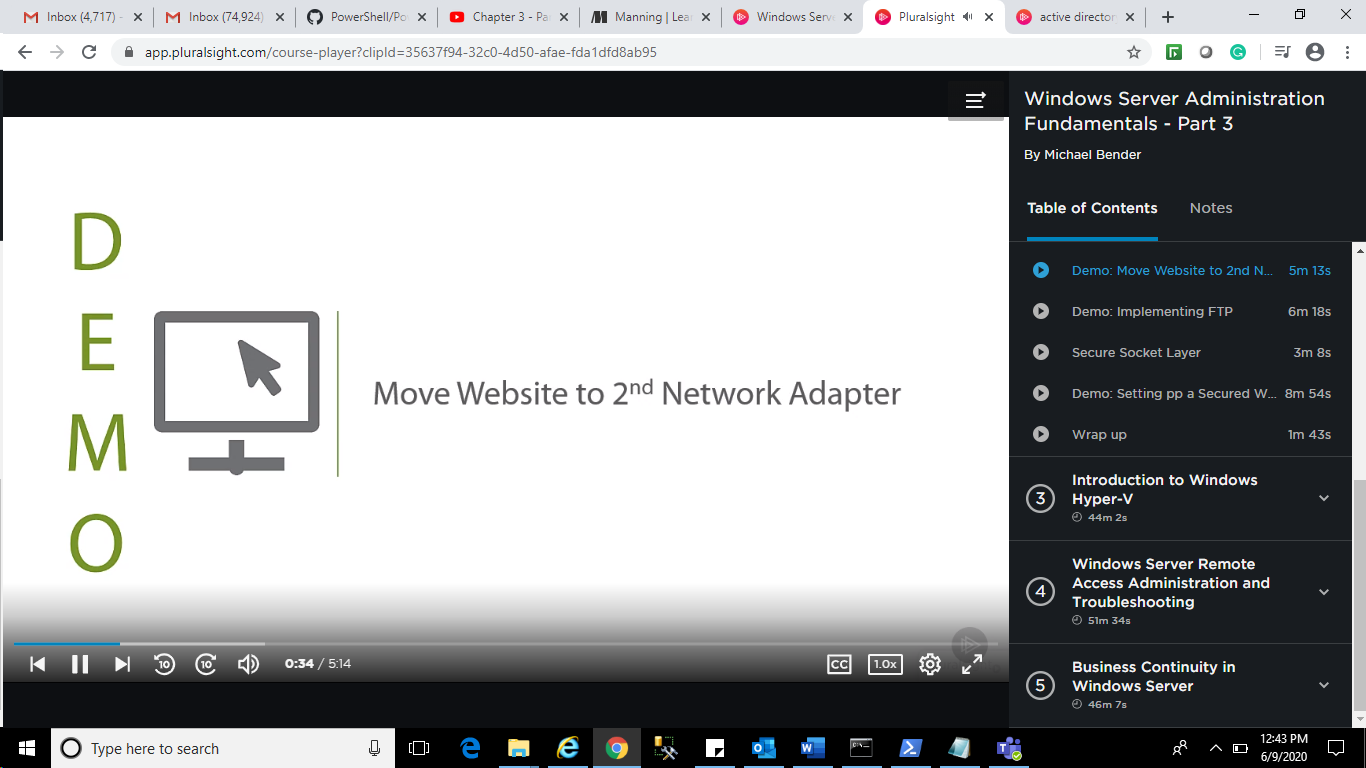 Inbox (4,717) -
Inbox (74,924)
PowerShell/Po
Chapter 3 - Pa
Manning | Lea
Windows Serve
Pluralsight
active director
app.pluralsight.com/course-player?clipId=35637f94-32c0-4d50-afae-fda1dfd8ab95
Windows Server Administration
Fundamentals - Part 3
By Michael Bender
Table of Contents
Notes
Demo: Move Website to 2nd N... 5m 13s
Demo: Implementing FTP 6m 18s
Secure Socket Layer 3m 8s
Demo: Setting pp a Secured W... 8m 54s
Wrap up 1m 43s
3 Introduction to Windows
Hyper-V
44m 2s
4 Windows Server Remote
Access Administration and
Troubleshooting
51m 34s
5 Business Continuity in
Windows Server
46m 7s
D
E
M
O
Move Website to 2nd Network Adapter
10
10
0:34 / 5:14
CC
1.0x
Type here to search
12:43 PM
6/9/2020